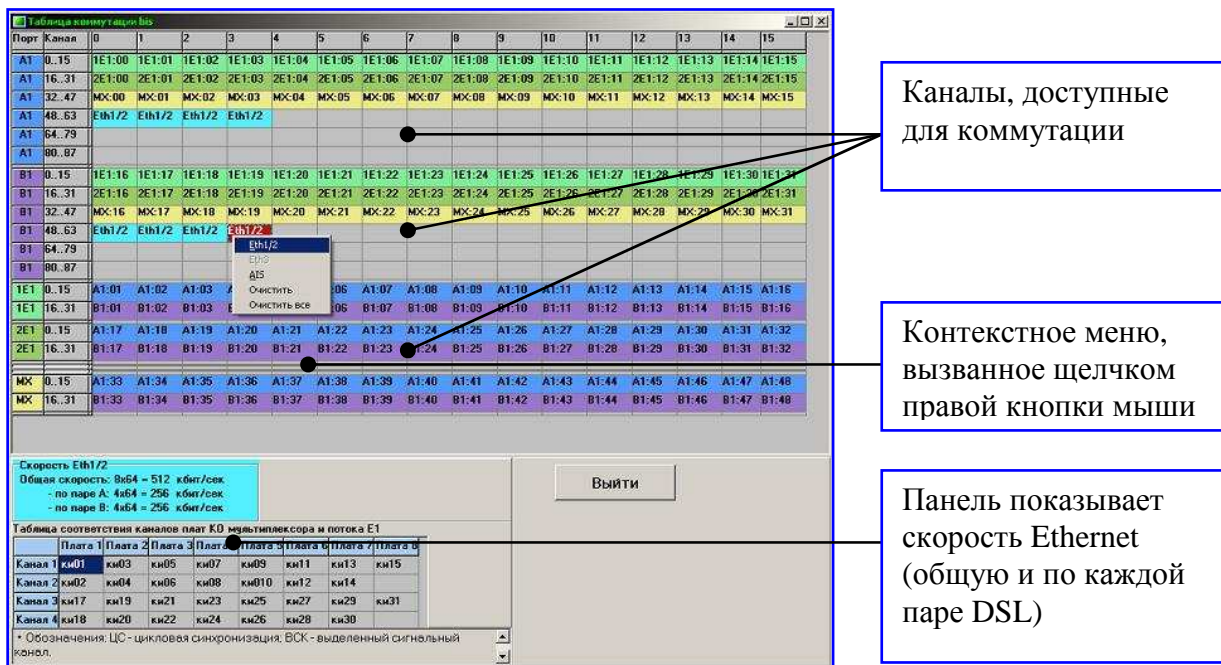 Таблица коммутации bis
Порт Канал 0 1 2 3 4 5 6 7 8 9 10 11 12 13 14 15
A1 0..15 1E1:00 1E1:01 1E1:02 1E1:03 1E1:04 1E1:05 1E1:06 1E1:07 1E1:08 1E1:09 1E1:10 1E1:11 1E1:12 1E1:13 1E1:14 1E1:15
A1 16..31 2E1:00 2E1:01 2E1:02 2E1:03 2E1:04 2E1:05 2E1:06 2E1:07 2E1:08 2E1:09 2E1:10 2E1:11 2E1:12 2E1:13 2E1:14 2E1:15
A1 32..47 MX:00 MX:01 MX:02 MX:03 MX:04 MX:05 MX:06 MX:07 MX:08 MX:09 MX:10 MX:11 MX:12 MX:13 MX:14 MX:15
A1 48..63 Eth1/2 Eth1/2 Eth1/2 Eth1/2
A1 64..79
A1 80..87
B1 0..15 1E1:16 1E1:17 1E1:18 1E1:19 1E1:20 1E1:21 1E1:22 1E1:23 1E1:24 1E1:25 1E1:26 1E1:27 1E1:28 1E1:29 1E1:30 1E1:31
B1 16..31 2E1:16 2E1:17 2E1:18 2E1:19 2E1:20 2E1:21 2E1:22 2E1:23 2E1:24 2E1:25 2E1:26 2E1:27 2E1:28 2E1:29 2E1:30 2E1:31
B1 32..47 MX:16 MX:17 MX:18 MX:19 MX:20 MX:21 MX:22 MX:23 MX:24 MX:25 MX:26 MX:27 MX:28 MX:29 MX:30 MX:31
B1 48..63 Eth1/2 Eth1/2 Eth1/2 Eth1/2
B1 64..79
B1 80..87
Eth1/2
Eth3
AIS
Очистить
Очистить все
1E1 0..15 A1:01 A1:02 A1:03 :06 A1:07 A1:08 A1:09 A1:10 A1:11 A1:12 A1:13 A1:14 A1:15 A1:16
1E1 16..31 B1:01 B1:02 B1:03 :06 B1:07 B1:08 B1:09 B1:10 B1:11 B1:12 B1:13 B1:14 B1:15 B1:16
2E1 0..15 A1:17 A1:18 A1:19 A1:20 A1:21 A1:22 A1:23 A1:24 A1:25 A1:26 A1:27 A1:28 A1:29 A1:30 A1:31 A1:32
2E1 16..31 B1:17 B1:18 B1:19 B1:20 B1:21 B1:22 B1:23 B1:24 B1:25 B1:26 B1:27 B1:28 B1:29 B1:30 B1:31 B1:32
MX 0..15 A1:33 A1:34 A1:35 A1:36 A1:37 A1:38 A1:39 A1:40 A1:41 A1:42 A1:43 A1:44 A1:45 A1:46 A1:47 A1:48
MX 16..31 B1:33 B1:34 B1:35 B1:36 B1:37 B1:38 B1:39 B1:40 B1:41 B1:42 B1:43 B1:44 B1:45 B1:46 B1:47 B1:48
Скорость Eth1/2
Общая скорость: 8x64 = 512 кбит/сек
- по паре А: 4x64 = 256 кбит/сек
- по паре В: 4x64 = 256 кбит/сек
Выйти
Таблица соответствия каналов плат КО мультиплексора и потока Е1
Плата 1 Плата 2 Плата 3 Плата Плата 5 Плата 6 Плата 7 Плата 8
Канал 1 ки01 ки03 ки05 ки07 ки09 ки11 ки13 ки15
Канал 2 ки02 ки04 ки06 ки08 ки010 ки12 ки14
Канал 3 ки17 ки19 ки21 ки23 ки25 ки27 ки29 ки31
Канал 4 ки18 ки20 ки22 ки24 ки26 ки28 ки30
* Обозначения: ЦС - цикловая синхронизация; ВСК - выделенный сигнальный
канал.
Каналы, доступные
для коммутации
Контекстное меню,
вызванное щелчком
правой кнопки мыши
Панель показывает
скорость Ethernet
(общую и по каждой
паре DSL)